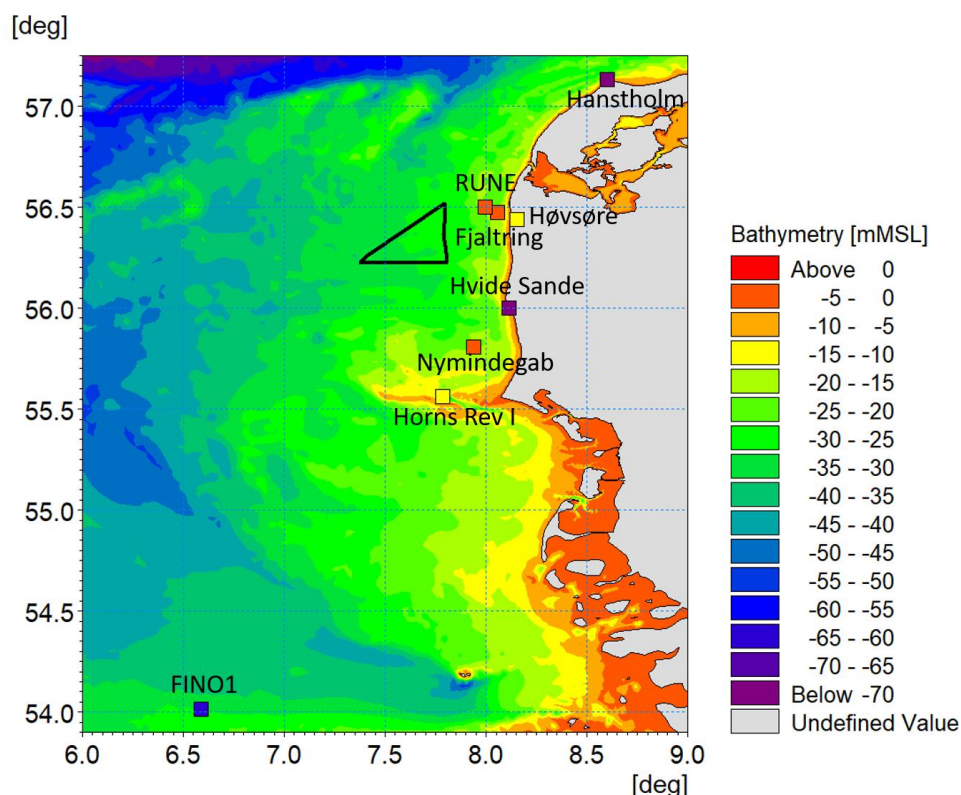 [deg]
57.0
56.5
56.0
55.5
55.0
54.5
54.0
6.0 6.5 7.0 7.5 8.0 8.5 9.0
[deg]
Hanstholm
RUNE
Høvsøre
Fjaltring
Hvide Sande
Nymindegab
Horns Rev I
FINO1
Bathymetry [mMSL]
Above 0
-5 - 0
-10 - -5
-15 - -10
-20 - -15
-25 - -20
-30 - -25
-35 - -30
-40 - -35
-45 - -40
-50 - -45
-55 - -50
-60 - -55
-65 - -60
-70 - -65
Below -70
Undefined Value